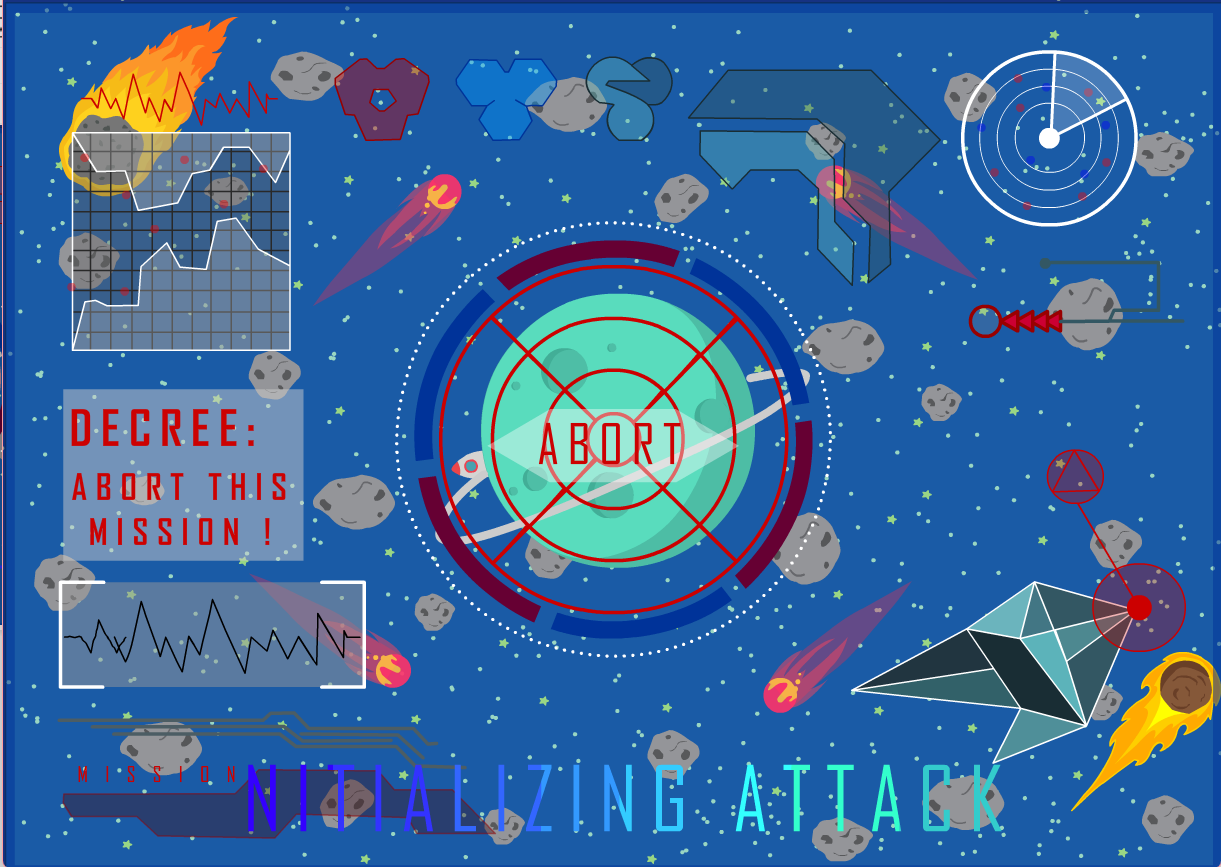 DECREE:
ABORT THIS
MISSION !
ABORT
MISSION
NITIALIZING ATTACK